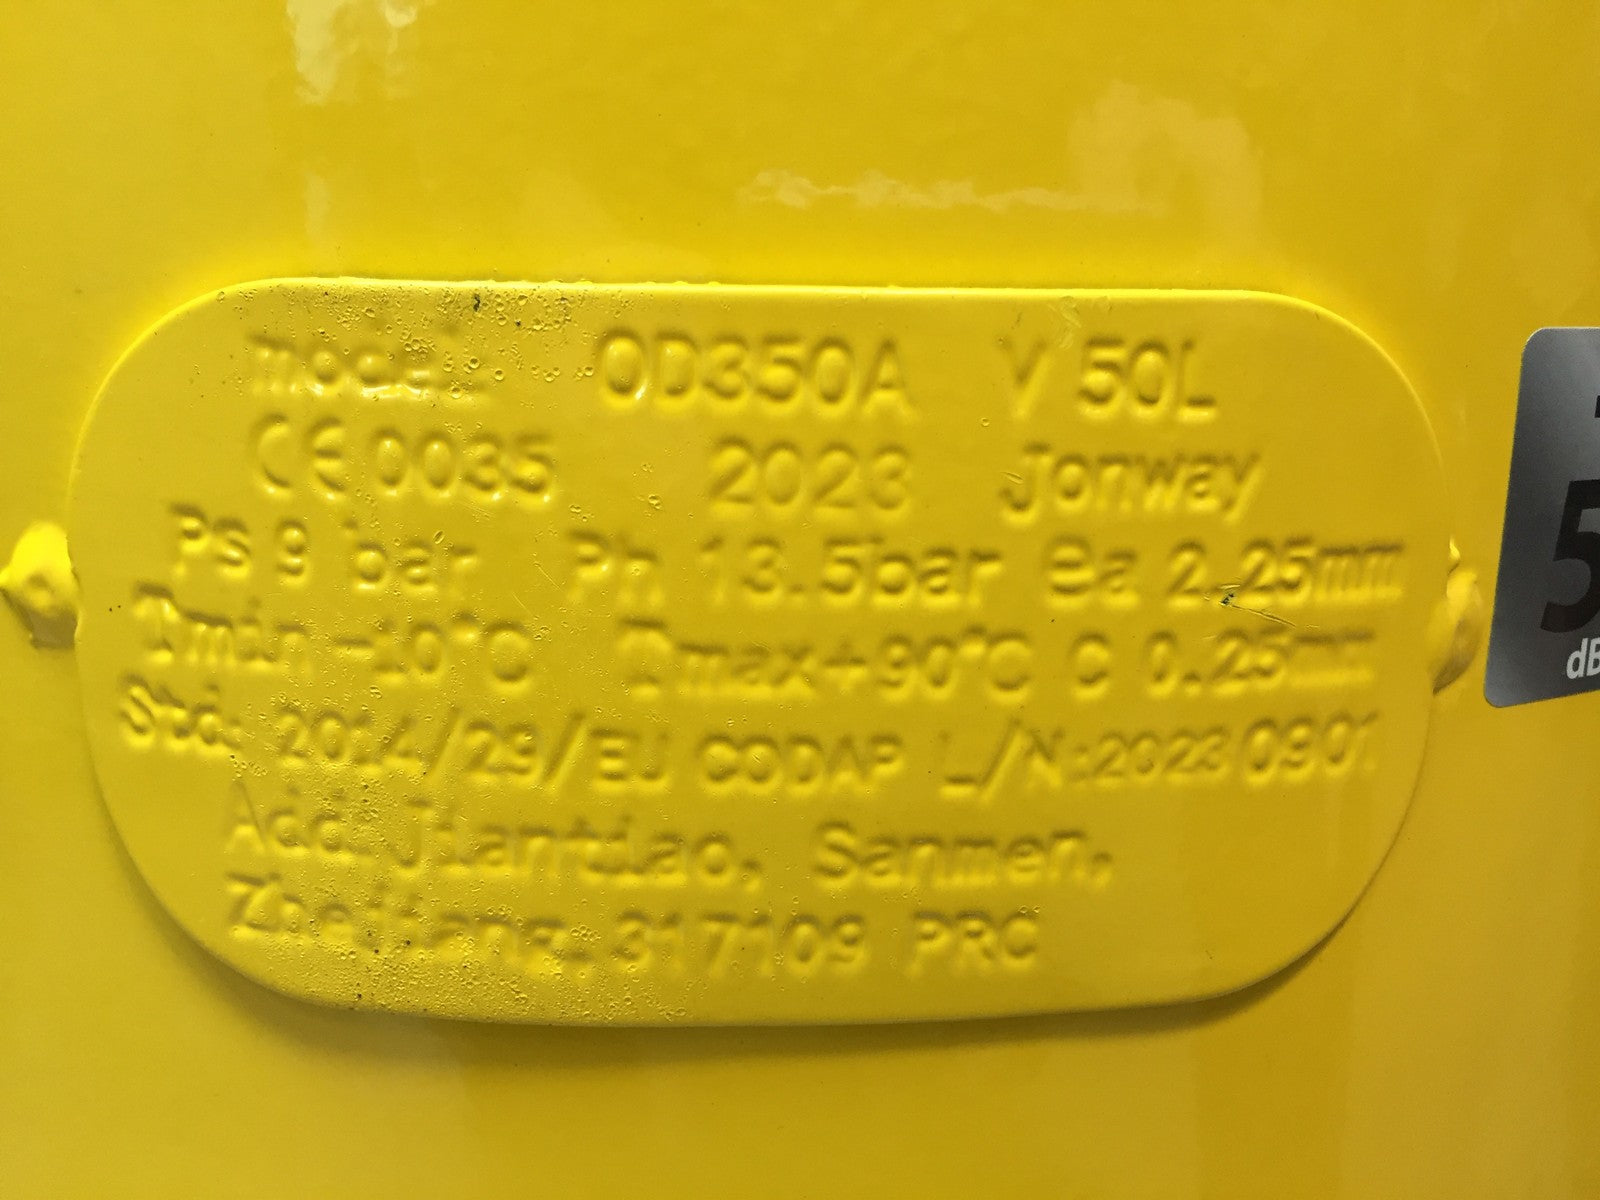 model: OD350A V 50L
CE 0035 2023 Jonway
PS 9 bar Ph 13.5bar ea 2.25mm
Tmin-10°C Tmax+90°C C 0.25mm
Std: 2014/29/EU CODAP L/N:20230901
Add:Jiantiao, Sanmen,
Zhejiang 317109 PRC
dB